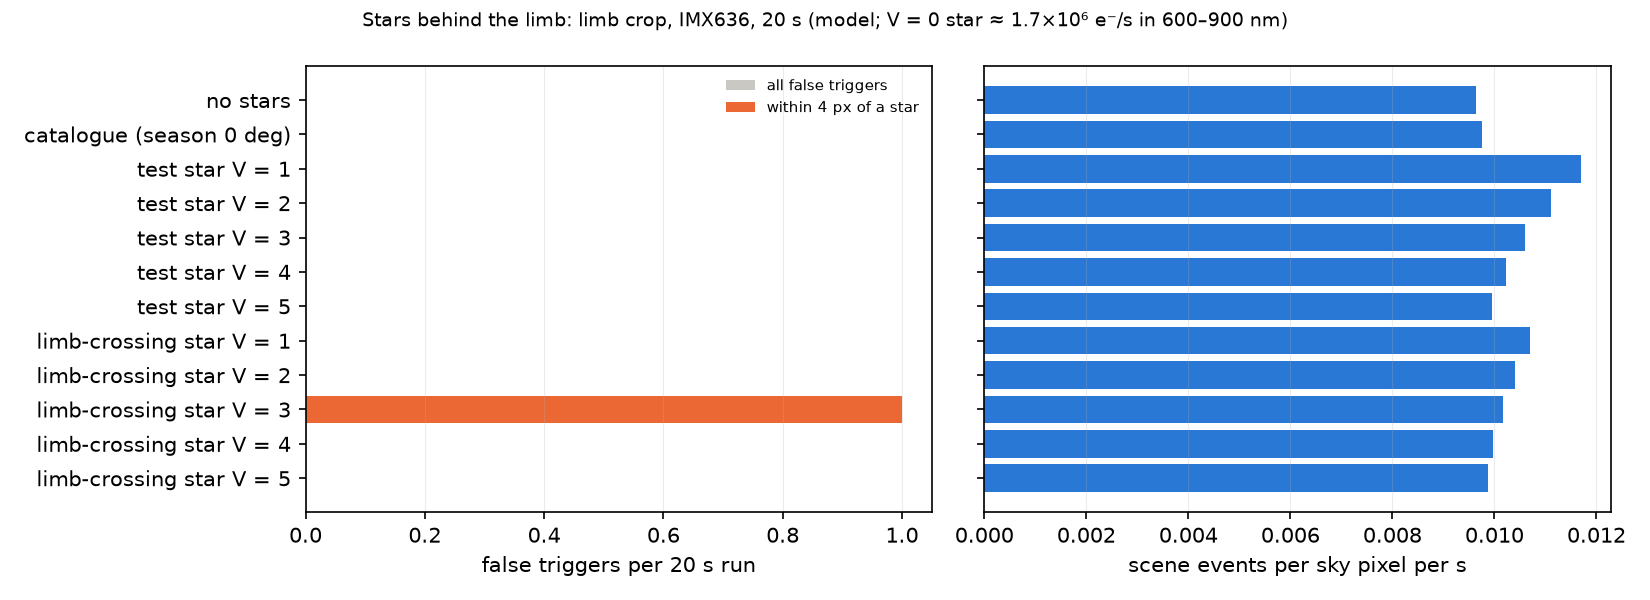 Stars behind the limb: limb crop, IMX636, 20 s (model; V = 0 star ≈ 1.7×10⁶ e⁻/s in 600–900 nm)
all false triggers
within 4 px of a star
no stars
catalogue (season 0 deg)
test star V = 1
test star V = 2
test star V = 3
test star V = 4
test star V = 5
limb-crossing star V = 1
limb-crossing star V = 2
limb-crossing star V = 3
limb-crossing star V = 4
limb-crossing star V = 5
0.0 0.2 0.4 0.6 0.8 1.0
false triggers per 20 s run
0.000 0.002 0.004 0.006 0.008 0.010 0.012
scene events per sky pixel per s